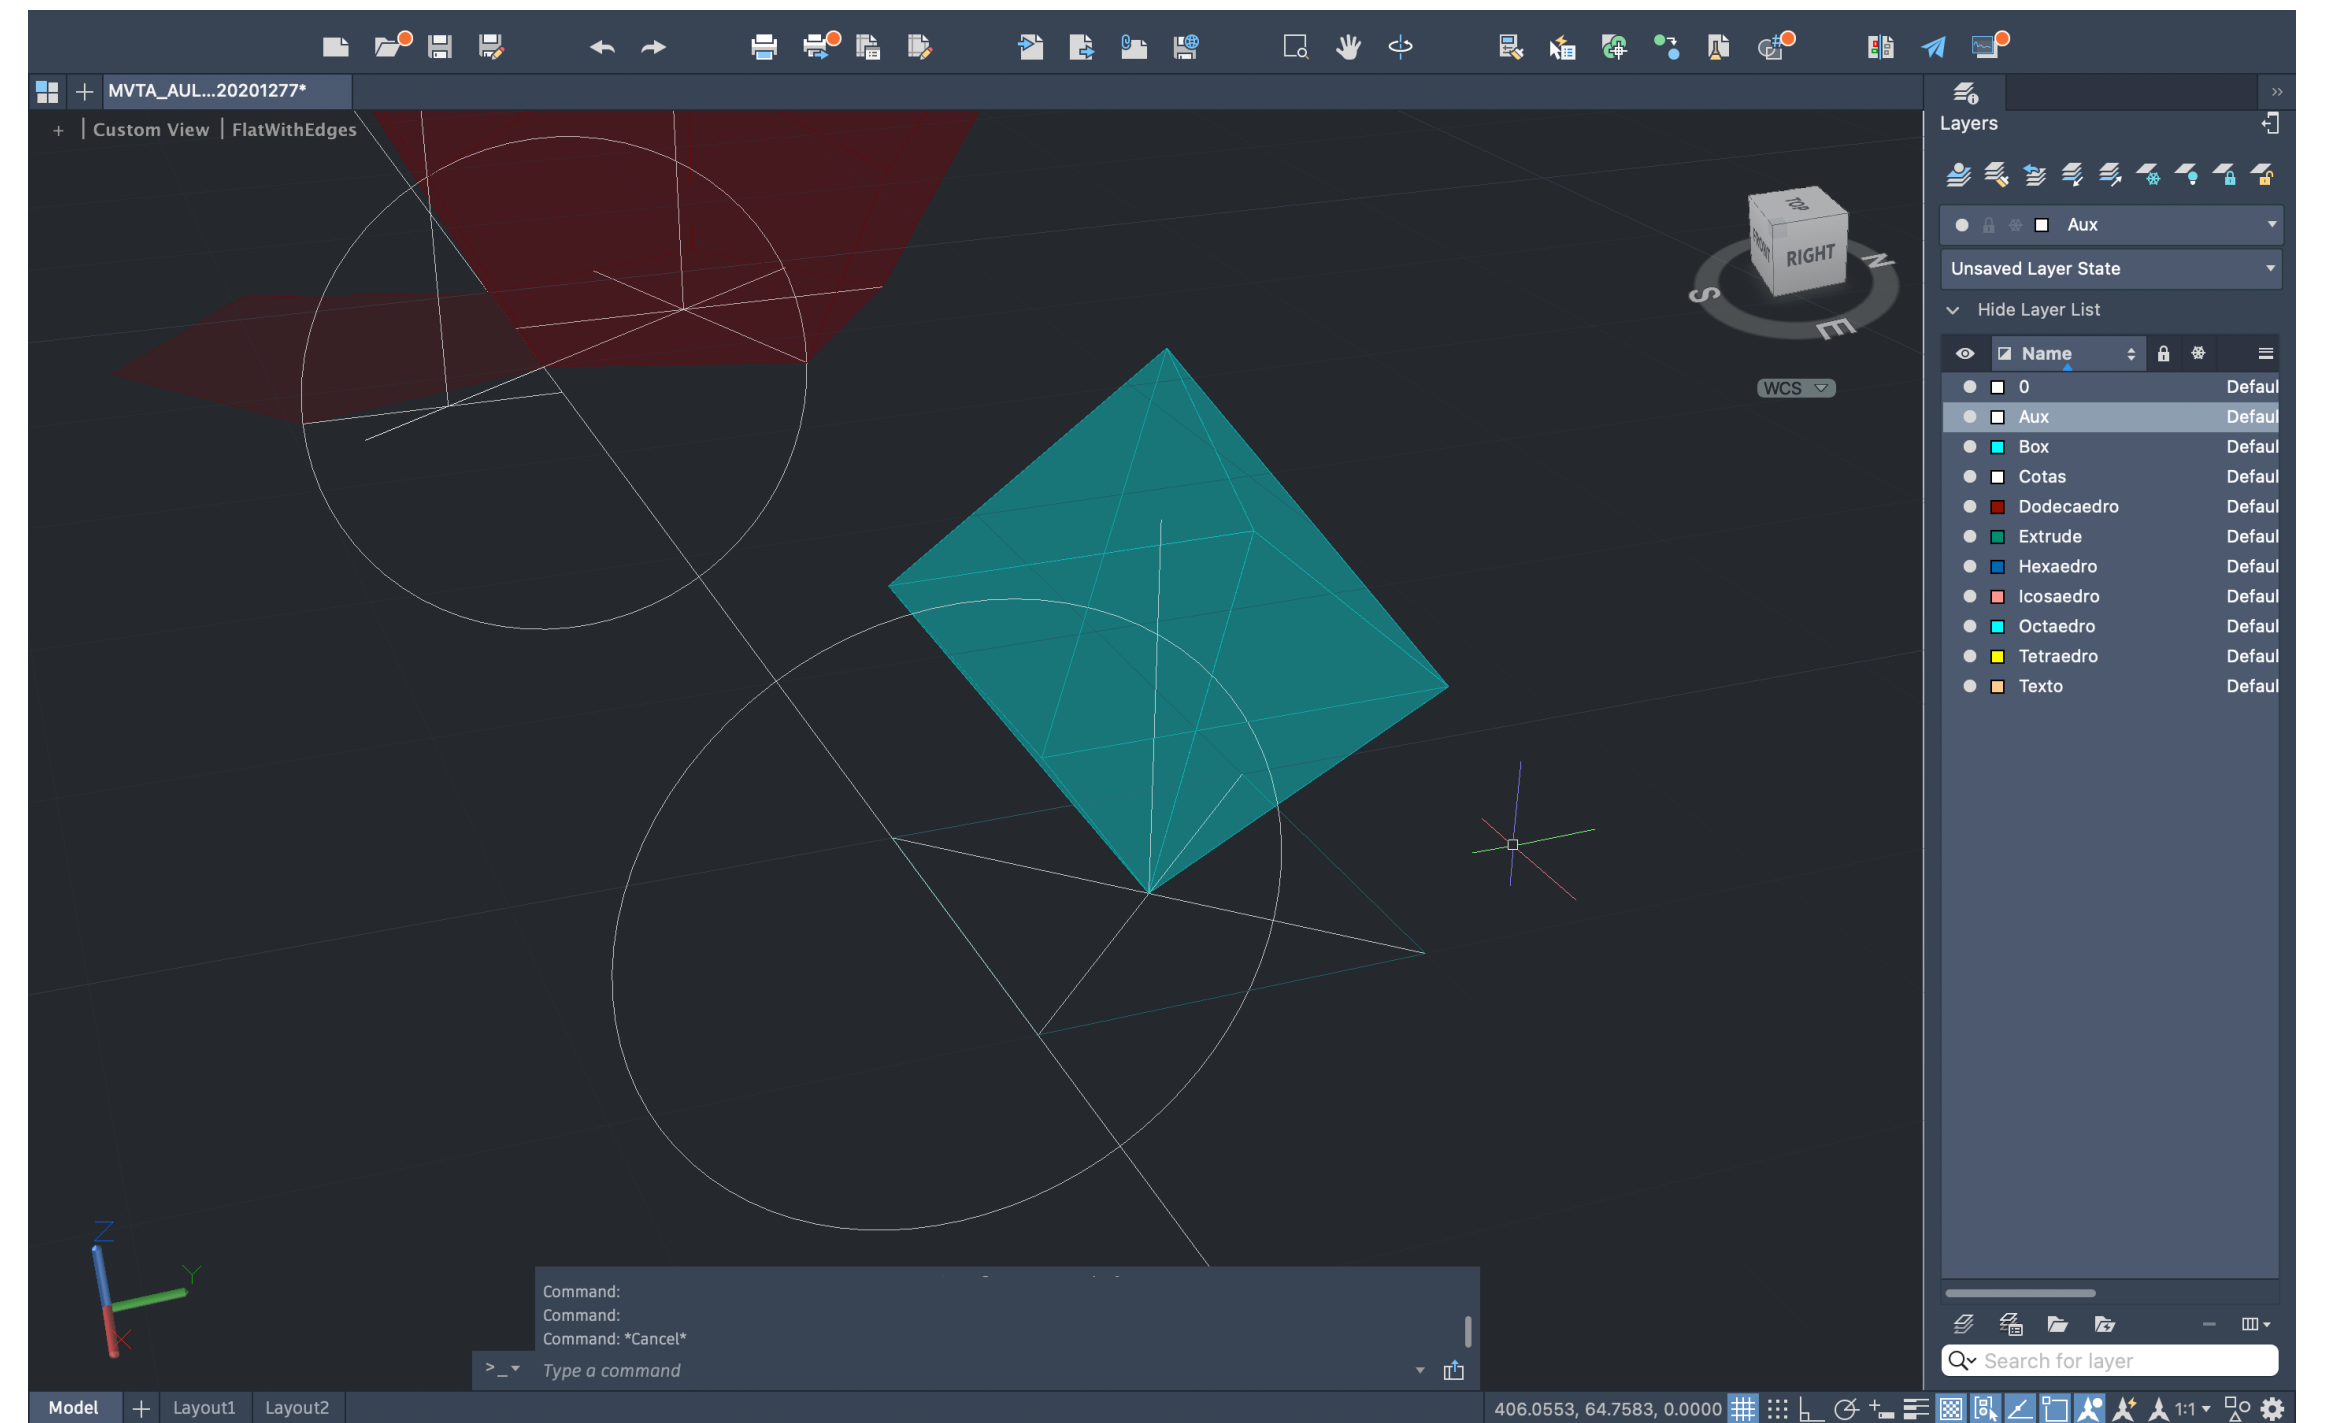 MVTA_AUL...20201277*
+ | Custom View | FlatWithEdges
Layers
Aux
Unsaved Layer State
Hide Layer List
Name
0 Defaul
Aux Defaul
Box Defaul
Cotas Defaul
Dodecaedro Defaul
Extrude Defaul
Hexaedro Defaul
Icosaedro Defaul
Octaedro Defaul
Tetraedro Defaul
Texto Defaul
TOP
FRONT
RIGHT
S
E
N
WCS
Z
Y
X
Command:
Command:
Command: *Cancel*
>_ Type a command
Search for layer
Model + Layout1 Layout2
406.0553, 64.7583, 0.0000
1:1